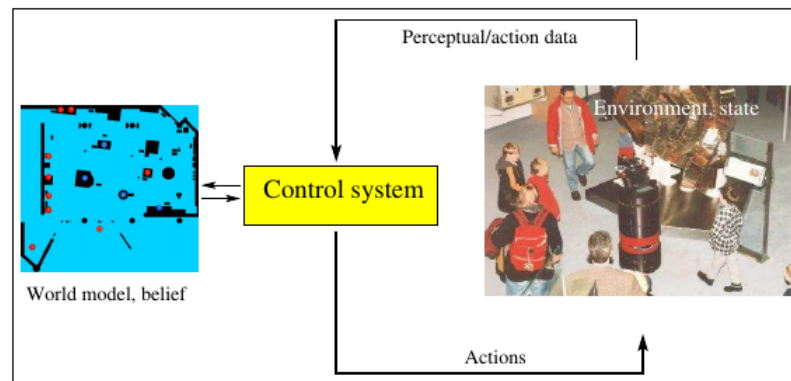 Perceptual/action data
Environment, state
Control system
World model, belief
Actions